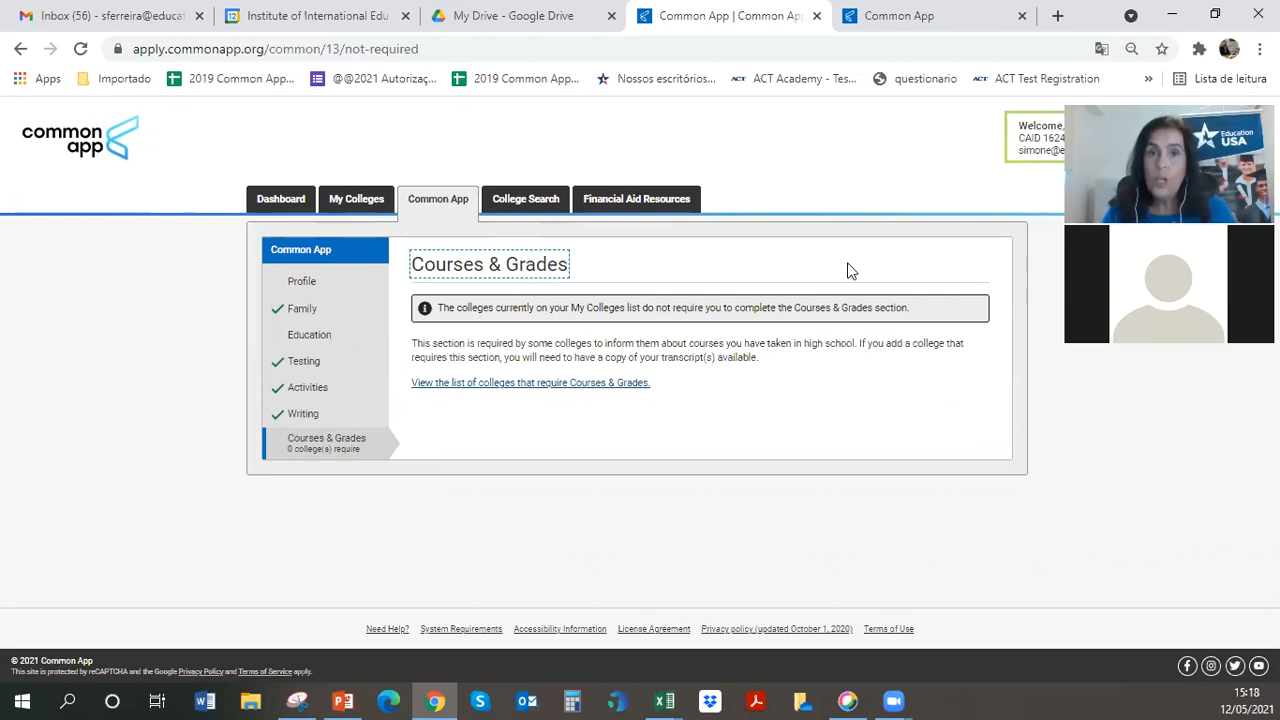 Inbox (56) - sferreira@educat
Institute of International Edu
My Drive - Google Drive
Common App | Common Ap
Common App
apply.commonapp.org/common/13/not-required
Apps
Importado
2019 Common App...
@@2021 Autorizaç...
2019 Common App...
Nossos escritórios...
ACT Academy - Tes...
questionario
ACT Test Registration
»
Lista de leitura
common
app
Welcome,
CAID 1624
simone@e
Education
USA
Dashboard
My Colleges
Common App
College Search
Financial Aid Resources
Common App
Profile
Family
Education
Testing
Activities
Writing
Courses & Grades
0 college(s) require
Courses & Grades
The colleges currently on your My Colleges list do not require you to complete the Courses & Grades section.
This section is required by some colleges to inform them about courses you have taken in high school. If you add a college that
requires this section, you will need to have a copy of your transcript(s) available.
View the list of colleges that require Courses & Grades.
Need Help?
System Requirements
Accessibility Information
License Agreement
Privacy policy (updated October 1, 2020)
Terms of Use
© 2021 Common App
This site is protected by reCAPTCHA and the Google Privacy Policy and Terms of Service apply.
15:18
12/05/2021